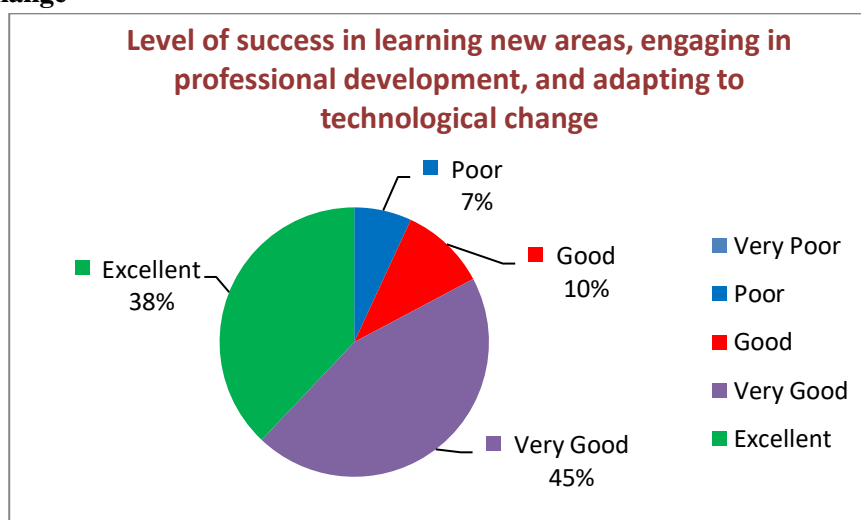 Level of success in learning new areas, engaging in
professional development, and adapting to
technological change
Poor
7%
Good
10%
Excellent
38%
Very Good
45%
Very Poor
Poor
Good
Very Good
Excellent